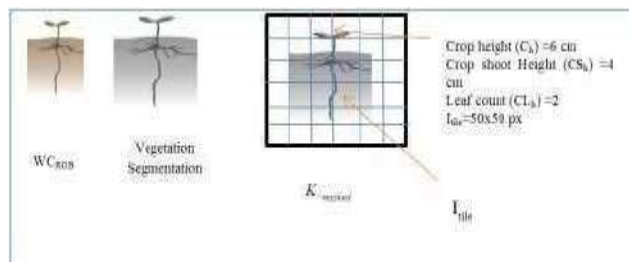 Crop height (Ch) =6 cm
Crop shoot Height (CSh) =4
cm
Leaf count (CLh) =2
Itile=50x50 px
WCRGB
Vegetation
Segmentation
K
Itile